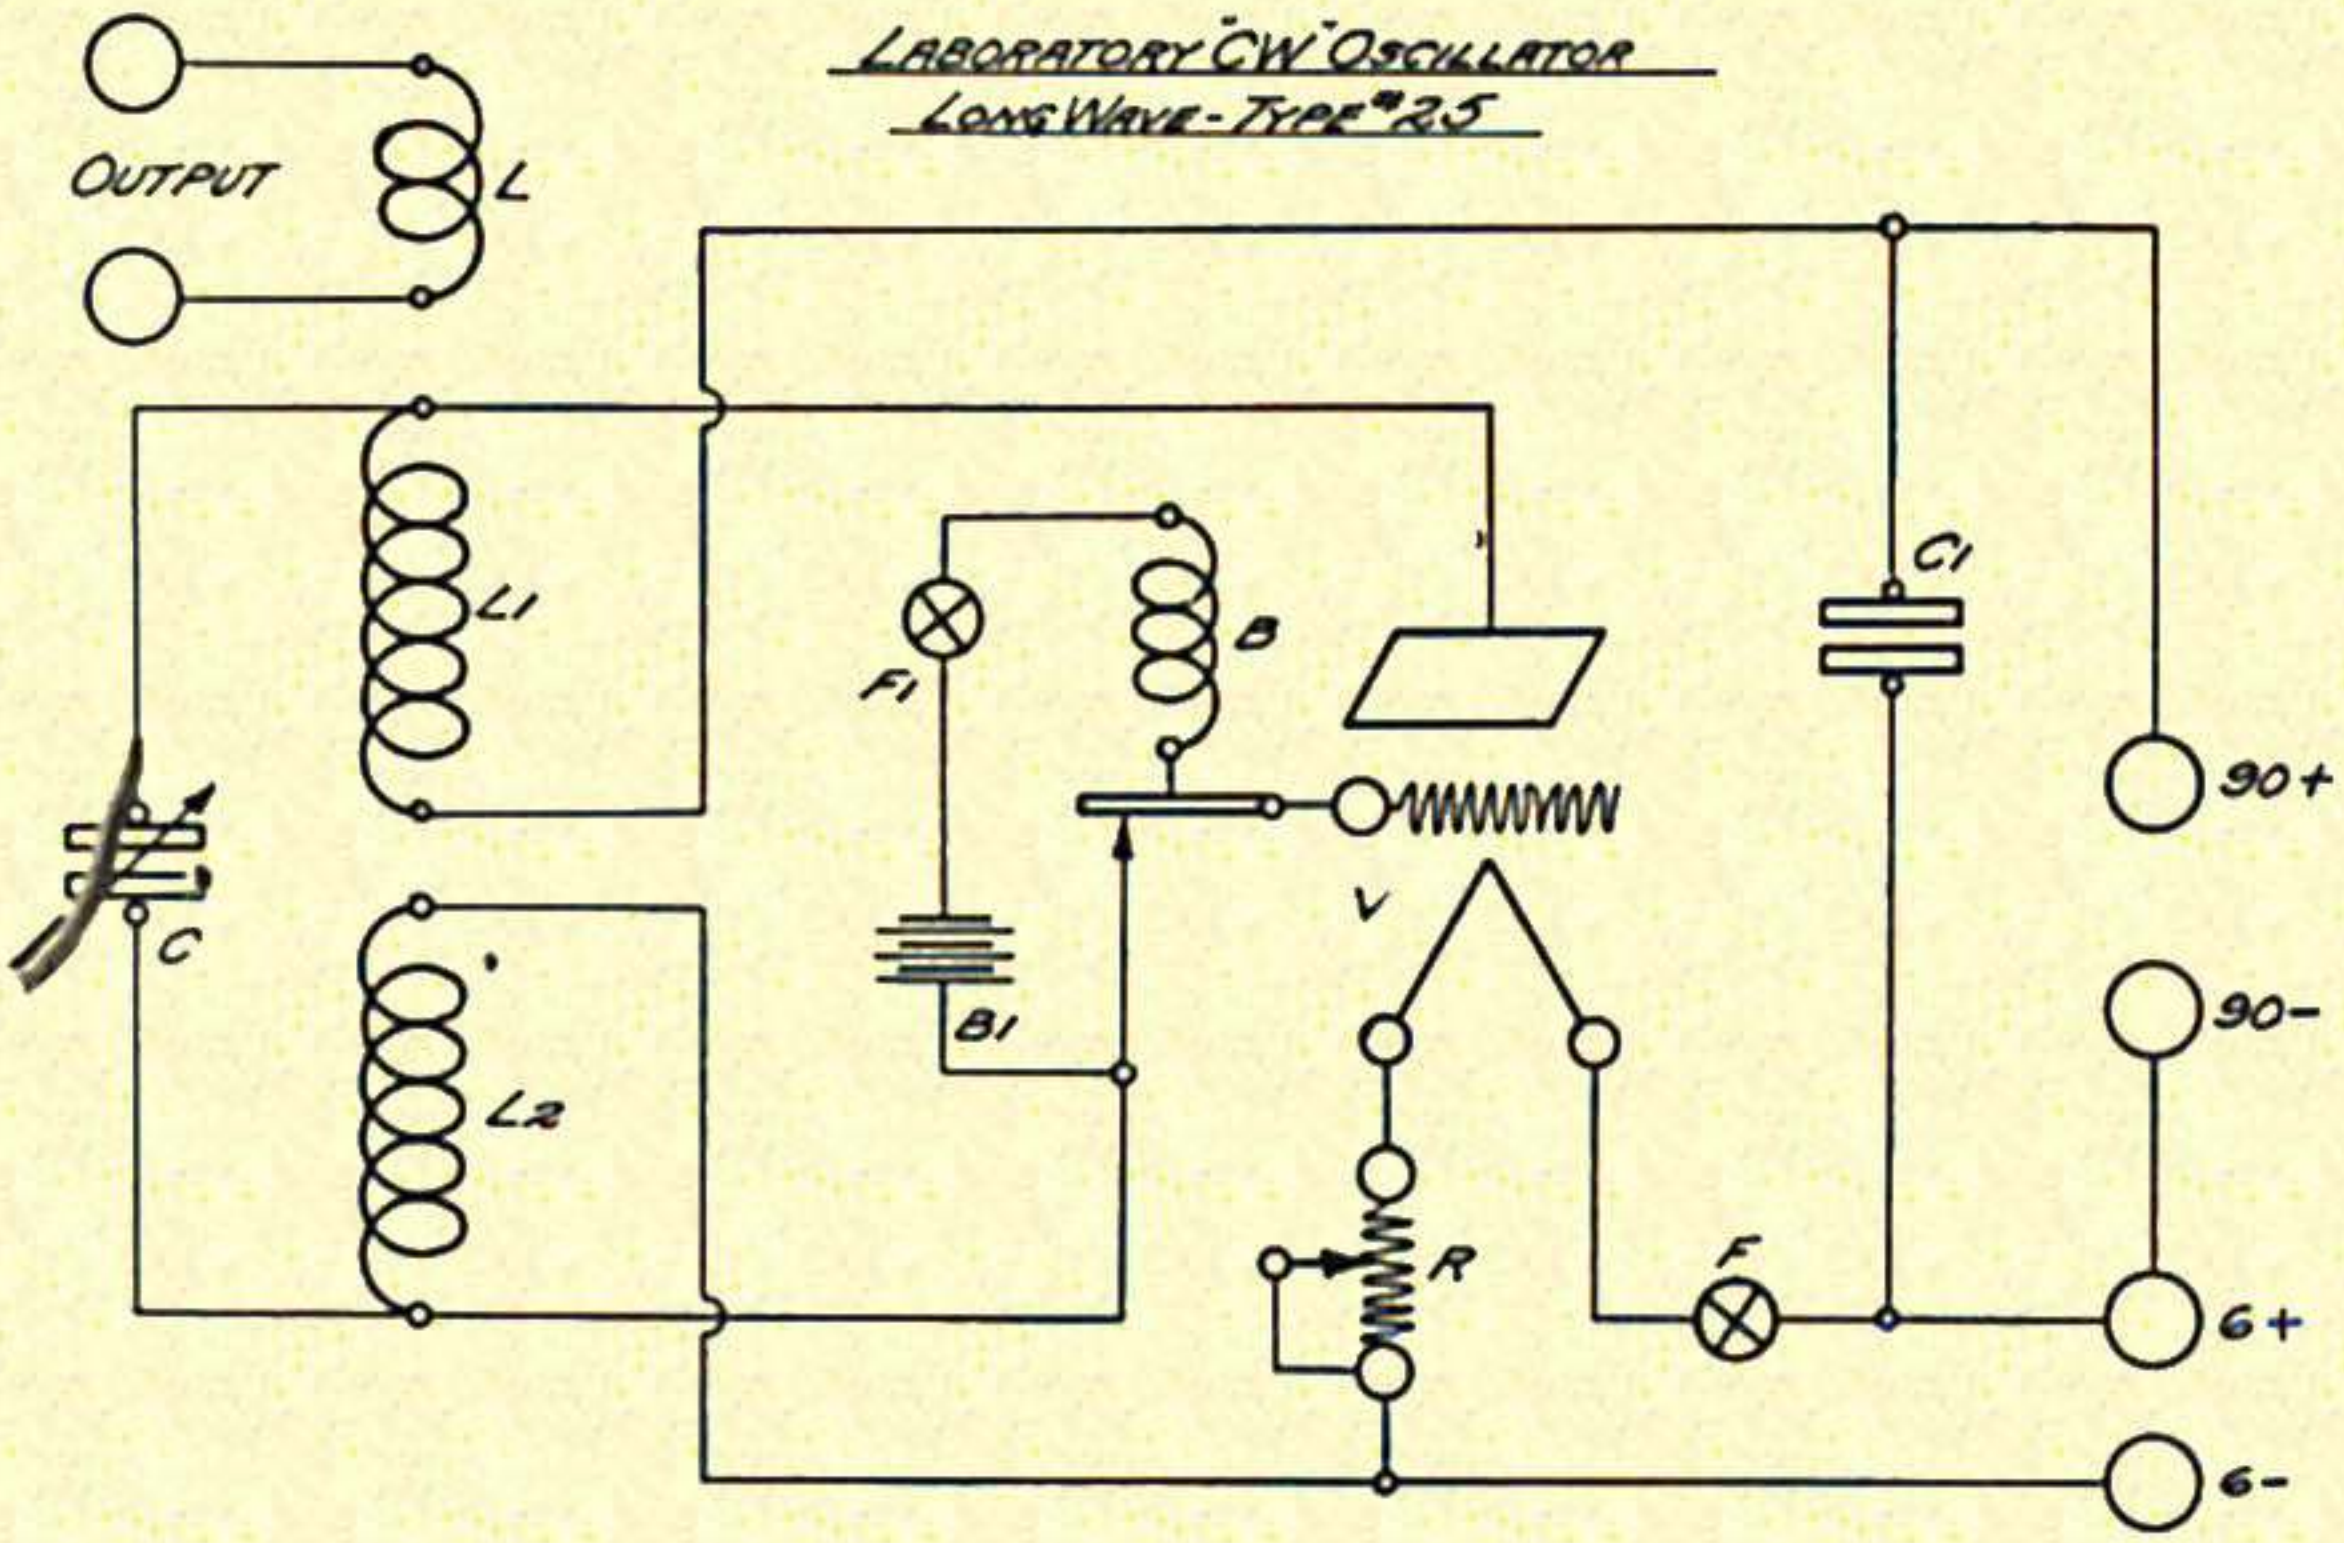 LABORATORY "CW" OSCILLATOR
LONG WAVE - TYPE #25
OUTPUT
L
L1
F1
B
C1
90+
C
V
90-
B1
L2
R
F
6+
6-